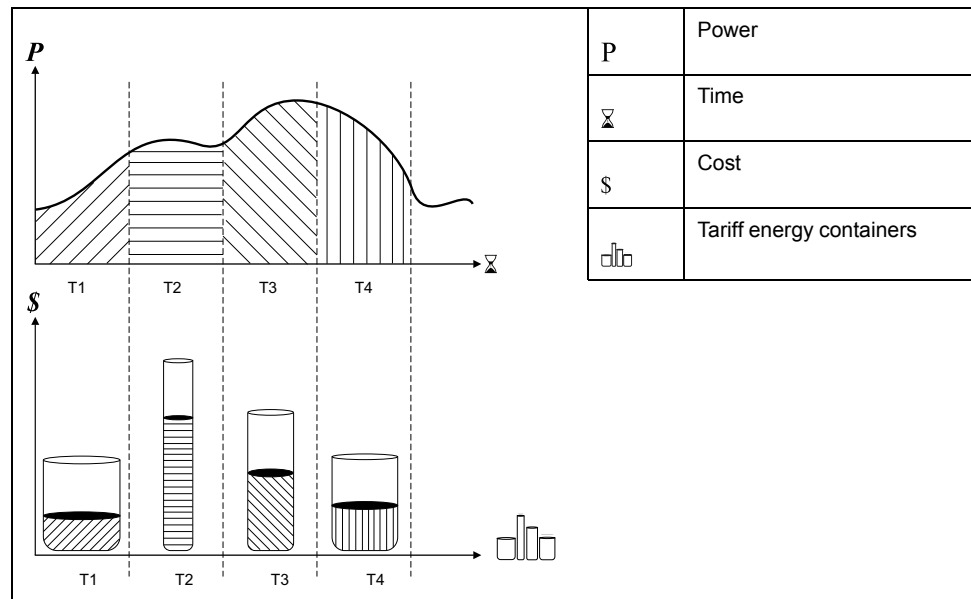 P
T1 T2 T3 T4
$
T1 T2 T3 T4
P Power
Time
$ Cost
Tariff energy containers